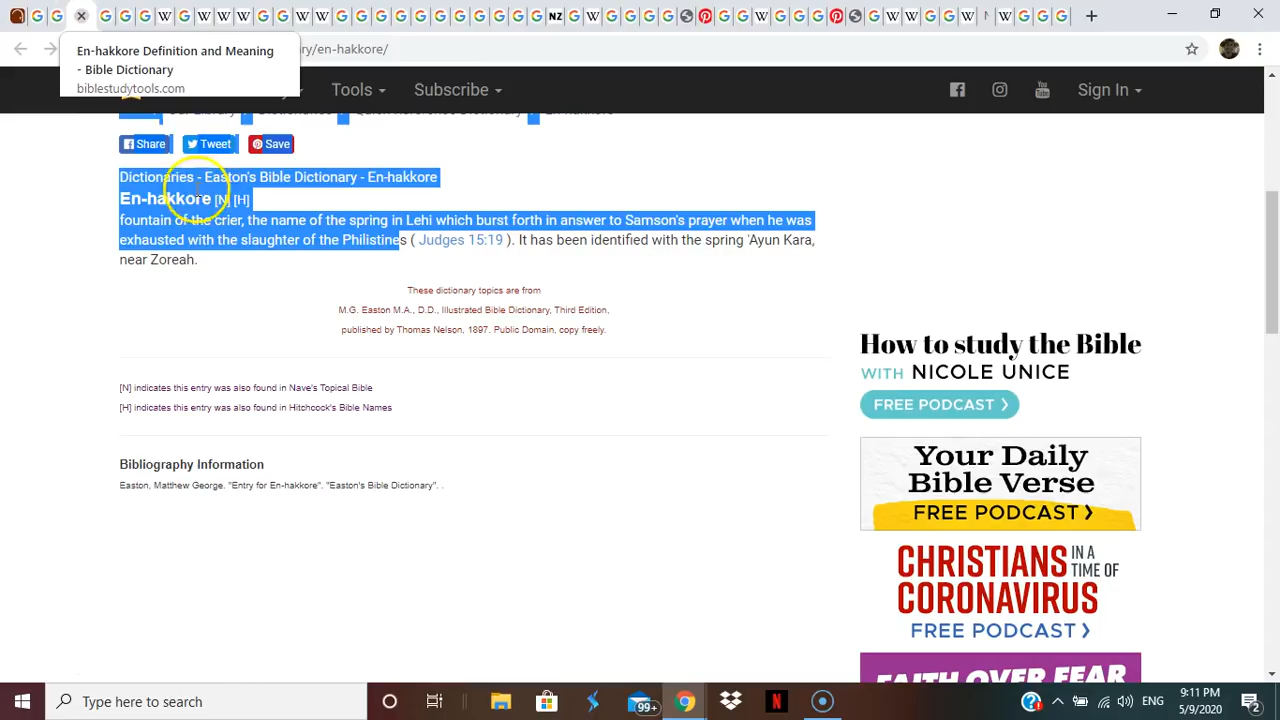 En-hakkore Definition and Meaning
- Bible Dictionary
biblestudytools.com
ry/en-hakkore/
Tools
Subscribe
Sign In
Share
Tweet
Save
Dictionaries - Easton's Bible Dictionary - En-hakkore
En-hakkore [N] [H]
fountain of the crier, the name of the spring in Lehi which burst forth in answer to Samson's prayer when he was
exhausted with the slaughter of the Philistines ( Judges 15:19 ). It has been identified with the spring 'Ayun Kara,
near Zoreah.
These dictionary topics are from
M.G. Easton M.A., D.D., Illustrated Bible Dictionary, Third Edition,
published by Thomas Nelson, 1897. Public Domain, copy freely.
[N] indicates this entry was also found in Nave's Topical Bible
[H] indicates this entry was also found in Hitchcock's Bible Names
Bibliography Information
Easton, Matthew George. "Entry for En-hakkore". "Easton's Bible Dictionary". .
How to study the Bible
WITH NICOLE UNICE
FREE PODCAST
Your Daily
Bible Verse
FREE PODCAST
CHRISTIANS IN A
TIME OF
CORONAVIRUS
FREE PODCAST
FAITH OVER FEAR
Type here to search
99+
ENG
9:11 PM
5/9/2020
2